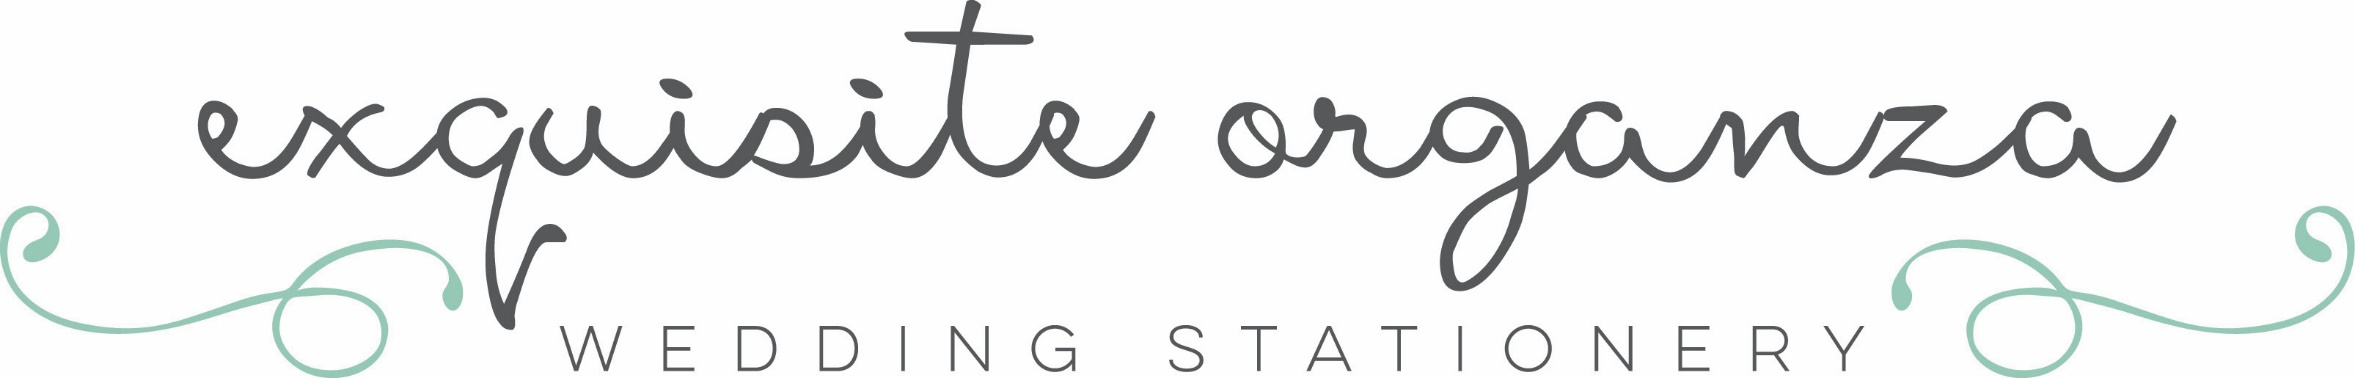 exquisite organza
WEDDING STATIONERY